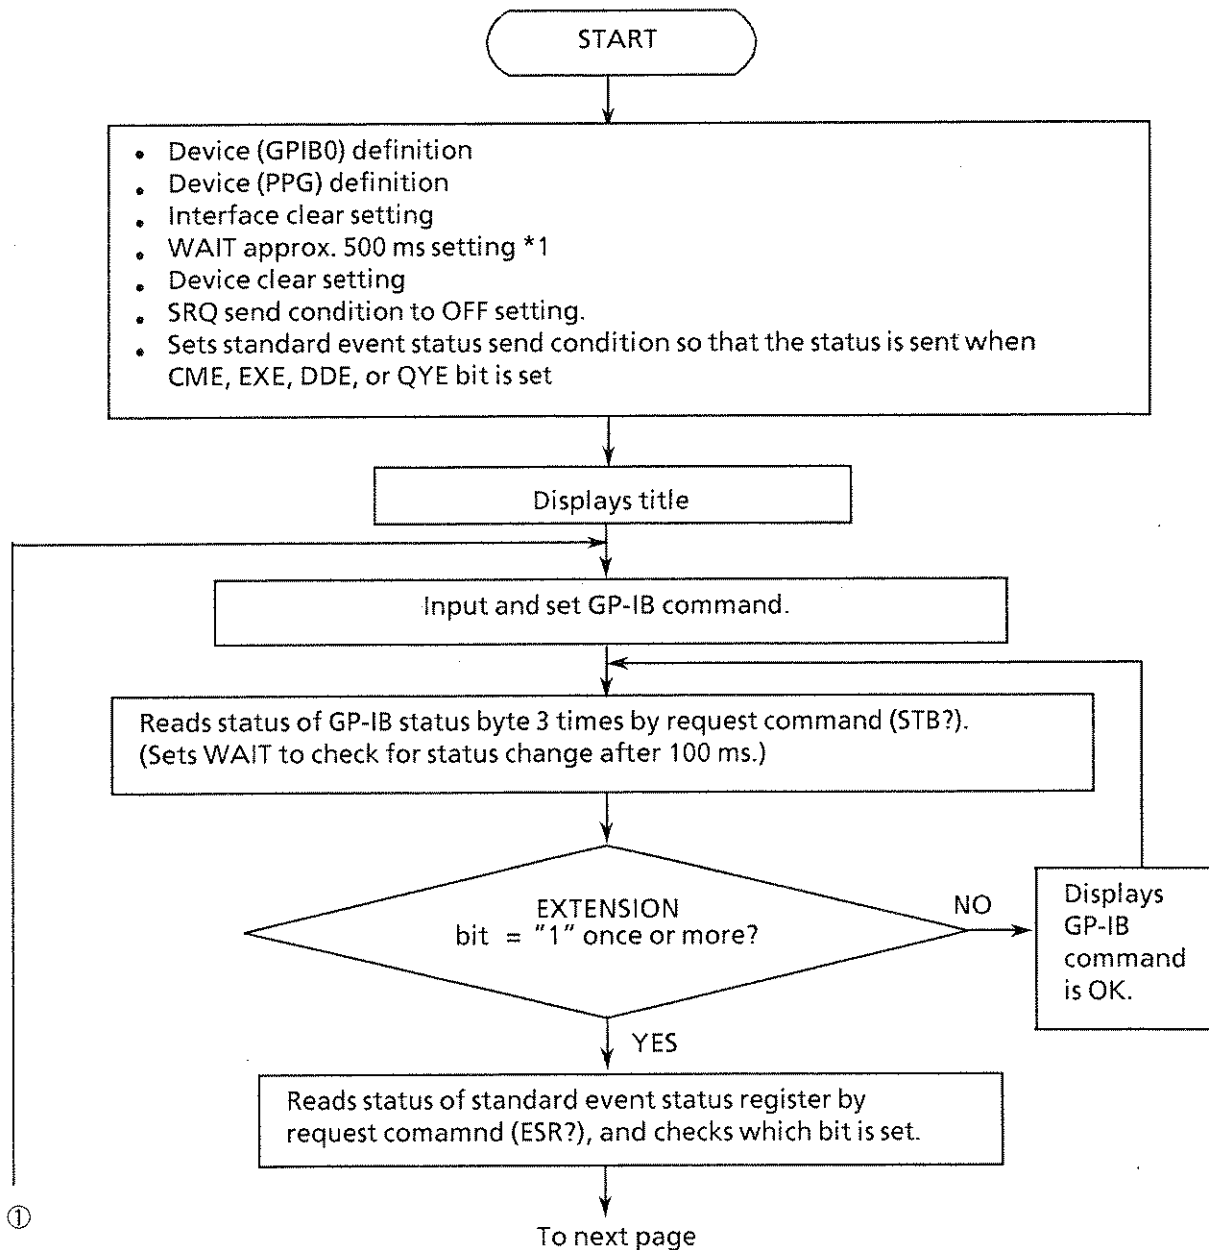 START
• Device (GPIB0) definition
• Device (PPG) definition
• Interface clear setting
• WAIT approx. 500 ms setting *1
• Device clear setting
• SRQ send condition to OFF setting.
• Sets standard event status send condition so that the status is sent when
CME, EXE, DDE, or QYE bit is set
Displays title
Input and set GP-IB command.
Reads status of GP-IB status byte 3 times by request command (STB?).
(Sets WAIT to check for status change after 100 ms.)
EXTENSION
bit = "1" once or more?
NO
Displays
GP-IB
command
is OK.
YES
Reads status of standard event status register by
request comamnd (ESR?), and checks which bit is set.
①
To next page